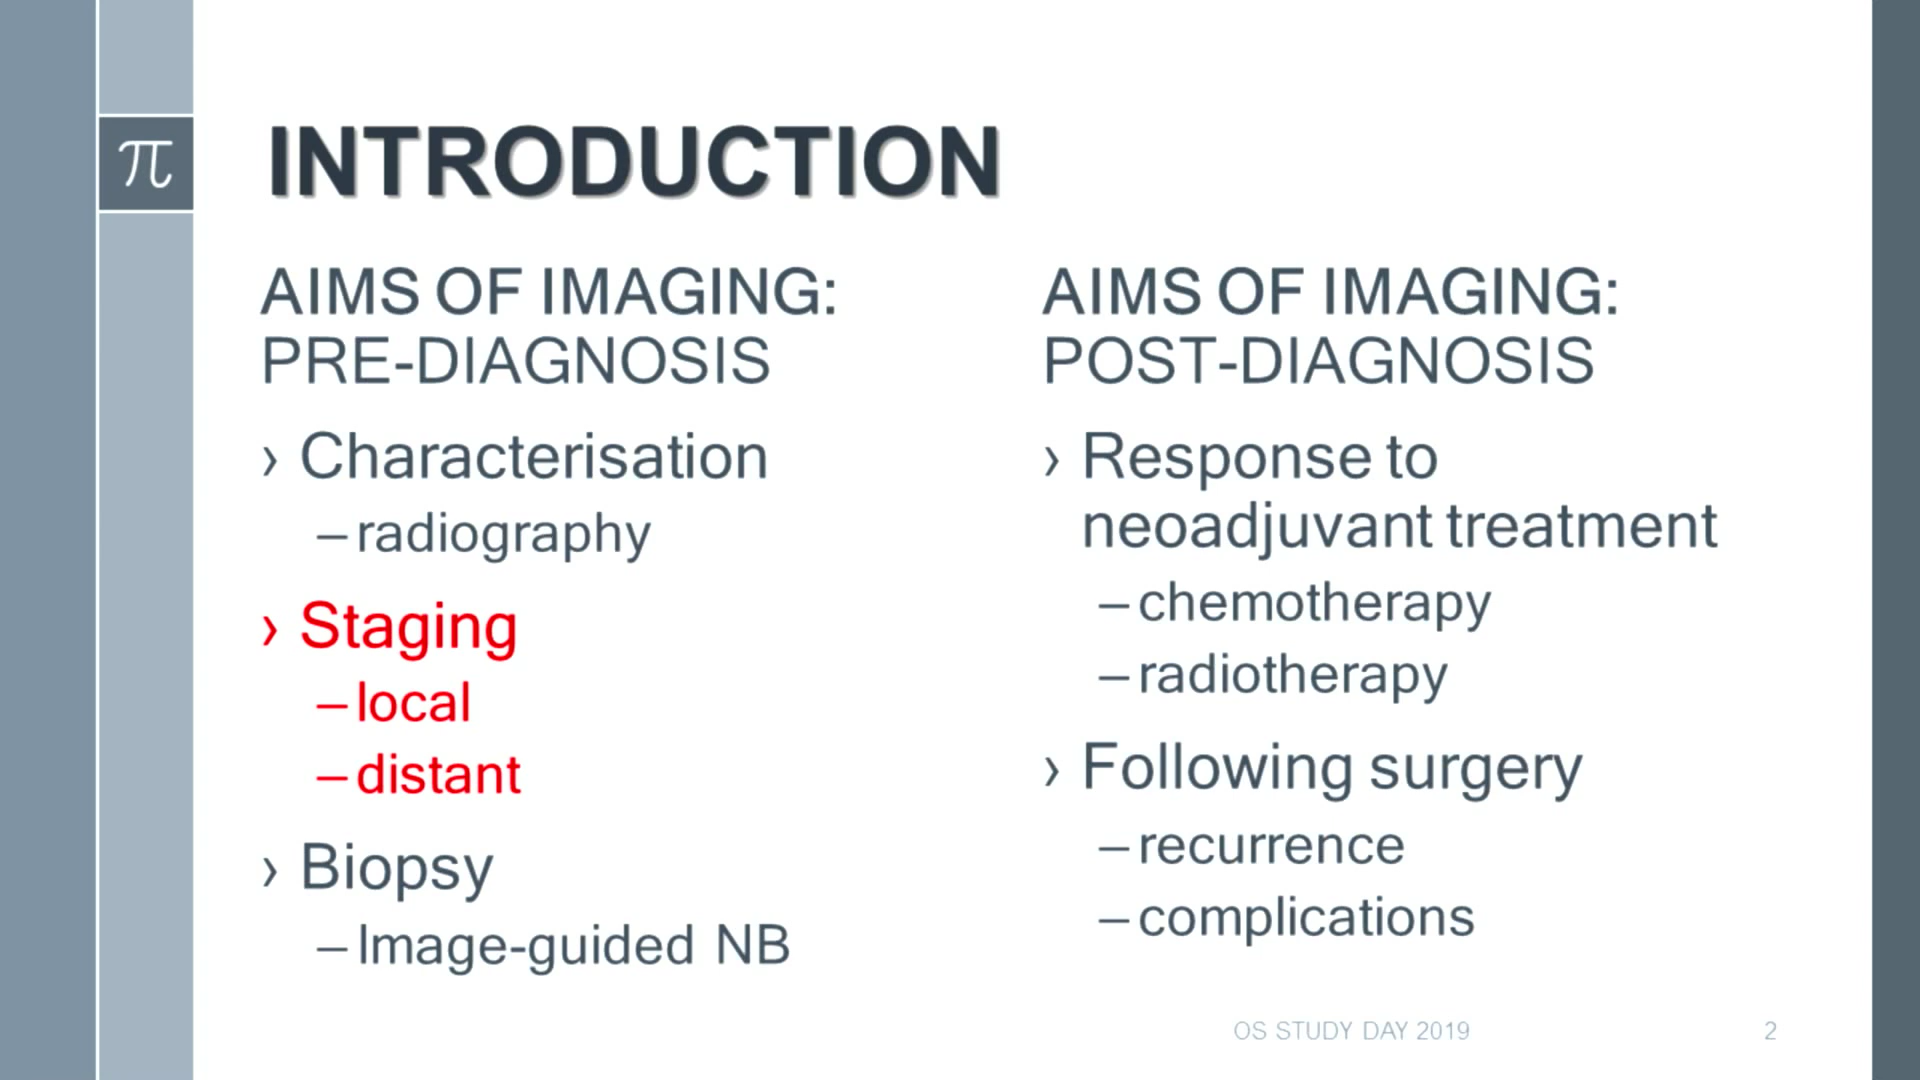 π
INTRODUCTION
AIMS OF IMAGING:
PRE-DIAGNOSIS
› Characterisation
– radiography
› Staging
– local
– distant
› Biopsy
– Image-guided NB
AIMS OF IMAGING:
POST-DIAGNOSIS
› Response to
neoadjuvant treatment
– chemotherapy
– radiotherapy
› Following surgery
– recurrence
– complications
OS STUDY DAY 2019
2